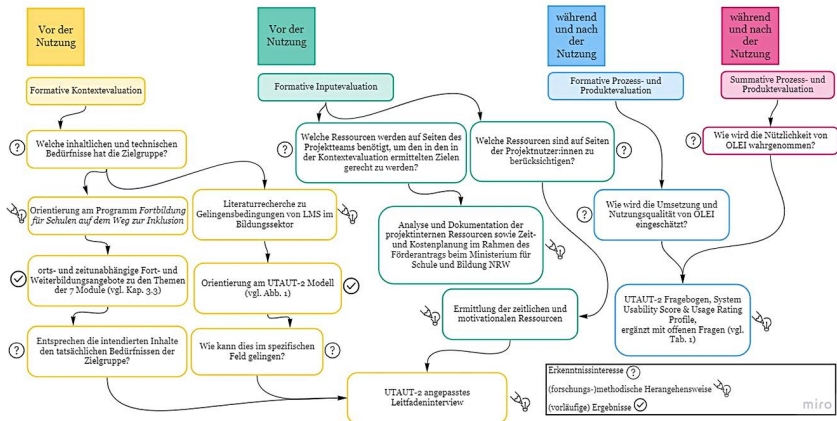 Vor der
Nutzung
Vor der
Nutzung
während
und nach
der
Nutzung
während
und nach
der
Nutzung
Formative Kontextevaluation
Formative Inputevaluation
Formative Prozess- und
Produktevaluation
Summative Prozess- und
Produktevaluation
?
Welche inhaltlichen und technischen
Bedürfnisse hat die Zielgruppe?
?
Welche Ressourcen werden auf Seiten des
Projektteams benötigt, um den in den in
der Kontextevaluation ermittelten Zielen
gerecht zu werden?
Welche Ressourcen sind auf Seiten
der Projektnutzer:innen zu
berücksichtigen?
?
?
Wie wird die Nützlichkeit
von OLEI wahrgenommen?
Orientierung am Programm Fortbildung
für Schulen auf dem Weg zur Inklusion
Literaturrecherche zu
Gelingensbedingungen von LMS im
Bildungssektor
Analyse und Dokumentation der
projektinternen Ressourcen sowie Zeit-
und Kostenplanung im Rahmen des
Förderantrags beim Ministerium für
Schule und Bildung NRW
?
Wie wird die Umsetzung und
Nutzungsqualität von OLEI
eingeschätzt?
orts- und zeitunabhängige Fort- und
Weiterbildungsangebote zu den Themen
der 7 Module (vgl. Kap. 3.3)
Orientierung am UTAUT-2 Modell
(vgl. Abb. 1)
Ermittlung der zeitlichen und
motivationalen Ressourcen
UTAUT-2 Fragebogen, System
Usability Score & Usage Rating
Profile,
ergänzt mit offenen Fragen (vgl.
Tab. 1)
?
Entsprechen die intendierten Inhalte
den tatsächlichen Bedürfnissen der
Zielgruppe?
Wie kann dies im spezifischen
Feld gelingen?
?
UTAUT-2 angepasstes
Leitfadeninterview
Erkenntnissinteresse ?
(forschungs-)methodische Herangehensweise
(vorläufige) Ergebnisse
miro